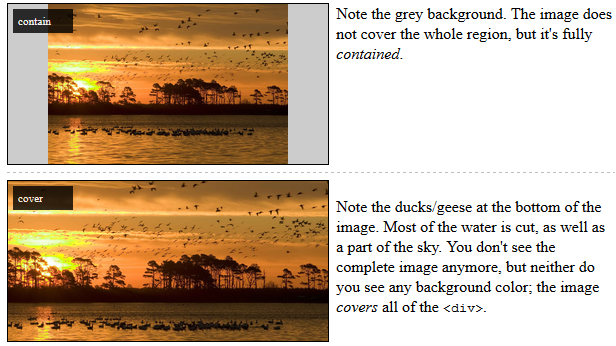 contain
Note the grey background. The image does
not cover the whole region, but it's fully
contained.
cover
Note the ducks/geese at the bottom of the
image. Most of the water is cut, as well as
a part of the sky. You don't see the
complete image anymore, but neither do
you see any background color; the image
covers all of the <div>.